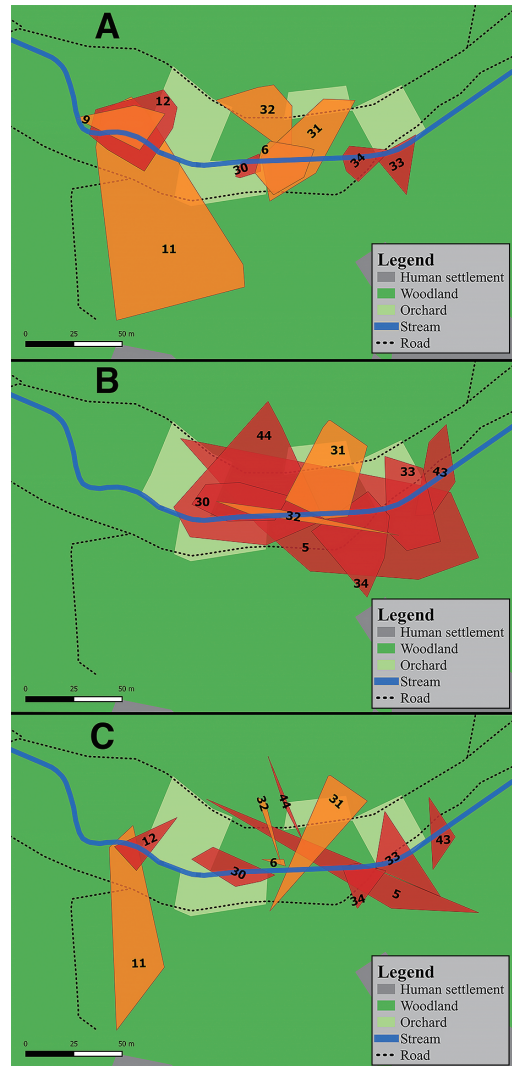 A
12
9
32
31
6
30
34
33
11
Legend
Human settlement
Woodland
Orchard
Stream
Road
0 25 50 m
B
44
31
33
43
30
32
5
34
Legend
Human settlement
Woodland
Orchard
Stream
Road
0 25 50 m
C
32
44
31
12
43
33
6
30
5
34
11
Legend
Human settlement
Woodland
Orchard
Stream
Road
0 25 50 m